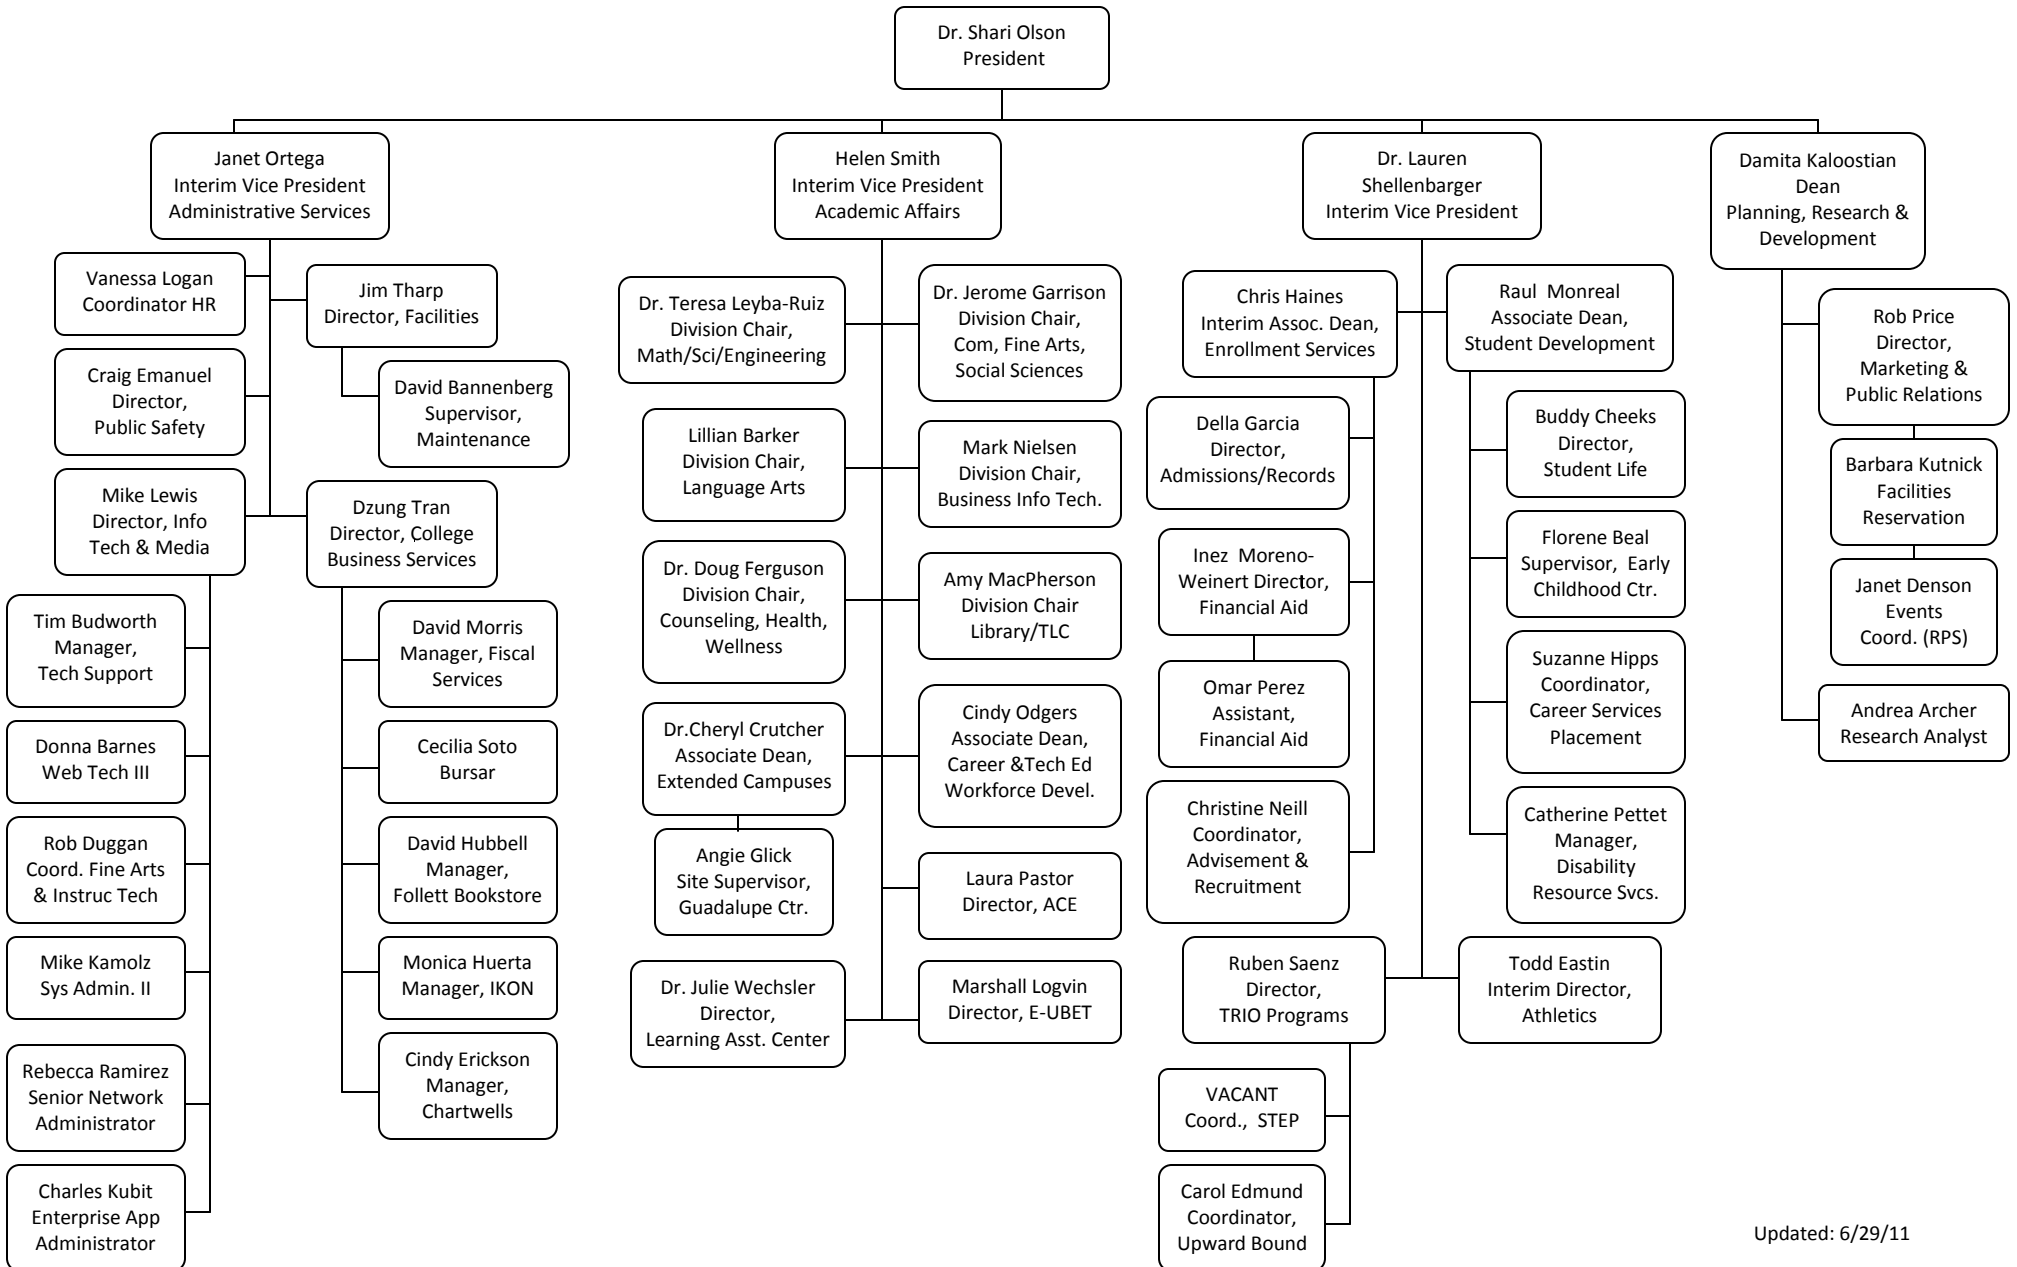 Dr. Shari Olson
President
Janet Ortega
Interim Vice President
Administrative Services
Helen Smith
Interim Vice President
Academic Affairs
Dr. Lauren
Shellenbarger
Interim Vice President
Damita Kaloostian
Dean
Planning, Research &
Development
Vanessa Logan
Coordinator HR
Jim Tharp
Director, Facilities
Craig Emanuel
Director,
Public Safety
David Bannenberg
Supervisor,
Maintenance
Mike Lewis
Director, Info
Tech & Media
Dzung Tran
Director, College
Business Services
Tim Budworth
Manager,
Tech Support
Donna Barnes
Web Tech III
Rob Duggan
Coord. Fine Arts
& Instruc Tech
Mike Kamolz
Sys Admin. II
Rebecca Ramirez
Senior Network
Administrator
Charles Kubit
Enterprise App
Administrator
David Morris
Manager, Fiscal
Services
Cecilia Soto
Bursar
David Hubbell
Manager,
Follett Bookstore
Monica Huerta
Manager, IKON
Cindy Erickson
Manager,
Chartwells
Dr. Teresa Leyba-Ruiz
Division Chair,
Math/Sci/Engineering
Dr. Jerome Garrison
Division Chair,
Com, Fine Arts,
Social Sciences
Lillian Barker
Division Chair,
Language Arts
Mark Nielsen
Division Chair,
Business Info Tech.
Dr. Doug Ferguson
Division Chair,
Counseling, Health,
Wellness
Amy MacPherson
Division Chair
Library/TLC
Dr.Cheryl Crutcher
Associate Dean,
Extended Campuses
Cindy Odgers
Associate Dean,
Career &Tech Ed
Workforce Devel.
Angie Glick
Site Supervisor,
Guadalupe Ctr.
Laura Pastor
Director, ACE
Dr. Julie Wechsler
Director,
Learning Asst. Center
Marshall Logvin
Director, E-UBET
Chris Haines
Interim Assoc. Dean,
Enrollment Services
Raul  Monreal
Associate Dean,
Student Development
Della Garcia
Director,
Admissions/Records
Inez  Moreno-
Weinert Director,
Financial Aid
Omar Perez
Assistant,
Financial Aid
Christine Neill
Coordinator,
Advisement &
Recruitment
Buddy Cheeks
Director,
Student Life
Florene Beal
Supervisor,  Early
Childhood Ctr.
Suzanne Hipps
Coordinator,
Career Services
Placement
Catherine Pettet
Manager,
Disability
Resource Svcs.
Ruben Saenz
Director,
TRIO Programs
Todd Eastin
Interim Director,
Athletics
VACANT
Coord.,  STEP
Carol Edmund
Coordinator,
Upward Bound
Rob Price
Director,
Marketing &
Public Relations
Barbara Kutnick
Facilities
Reservation
Janet Denson
Events
Coord. (RPS)
Andrea Archer
Research Analyst
Updated: 6/29/11